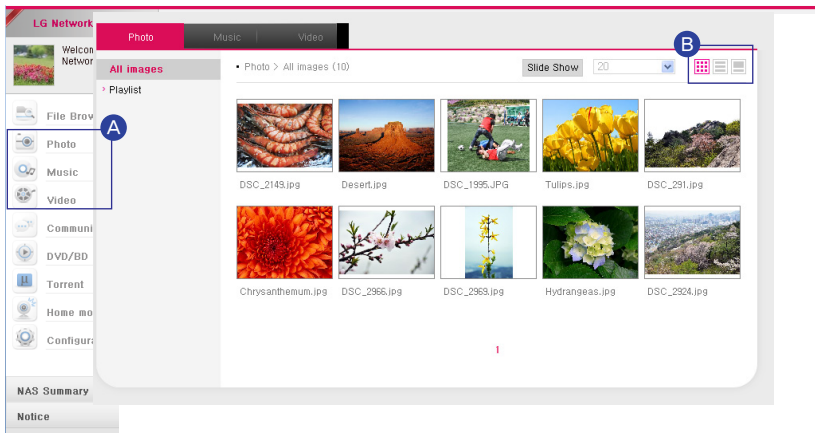 LG Network
Welcon
Networ
File Brow
Photo
Music
Video
Communi
DVD/BD
Torrent
Home mo
Configura
NAS Summary
Notice
A
Photo
Music
Video
All images
Playlist
Photo > All images (10)
Slide Show
20
B
DSC_2149.jpg
Desert.jpg
DSC_1995.JPG
Tulips.jpg
DSC_291.jpg
Chrysanthemum.jpg
DSC_2966.jpg
DSC_2969.jpg
Hydrangeas.jpg
DSC_2924.jpg
1